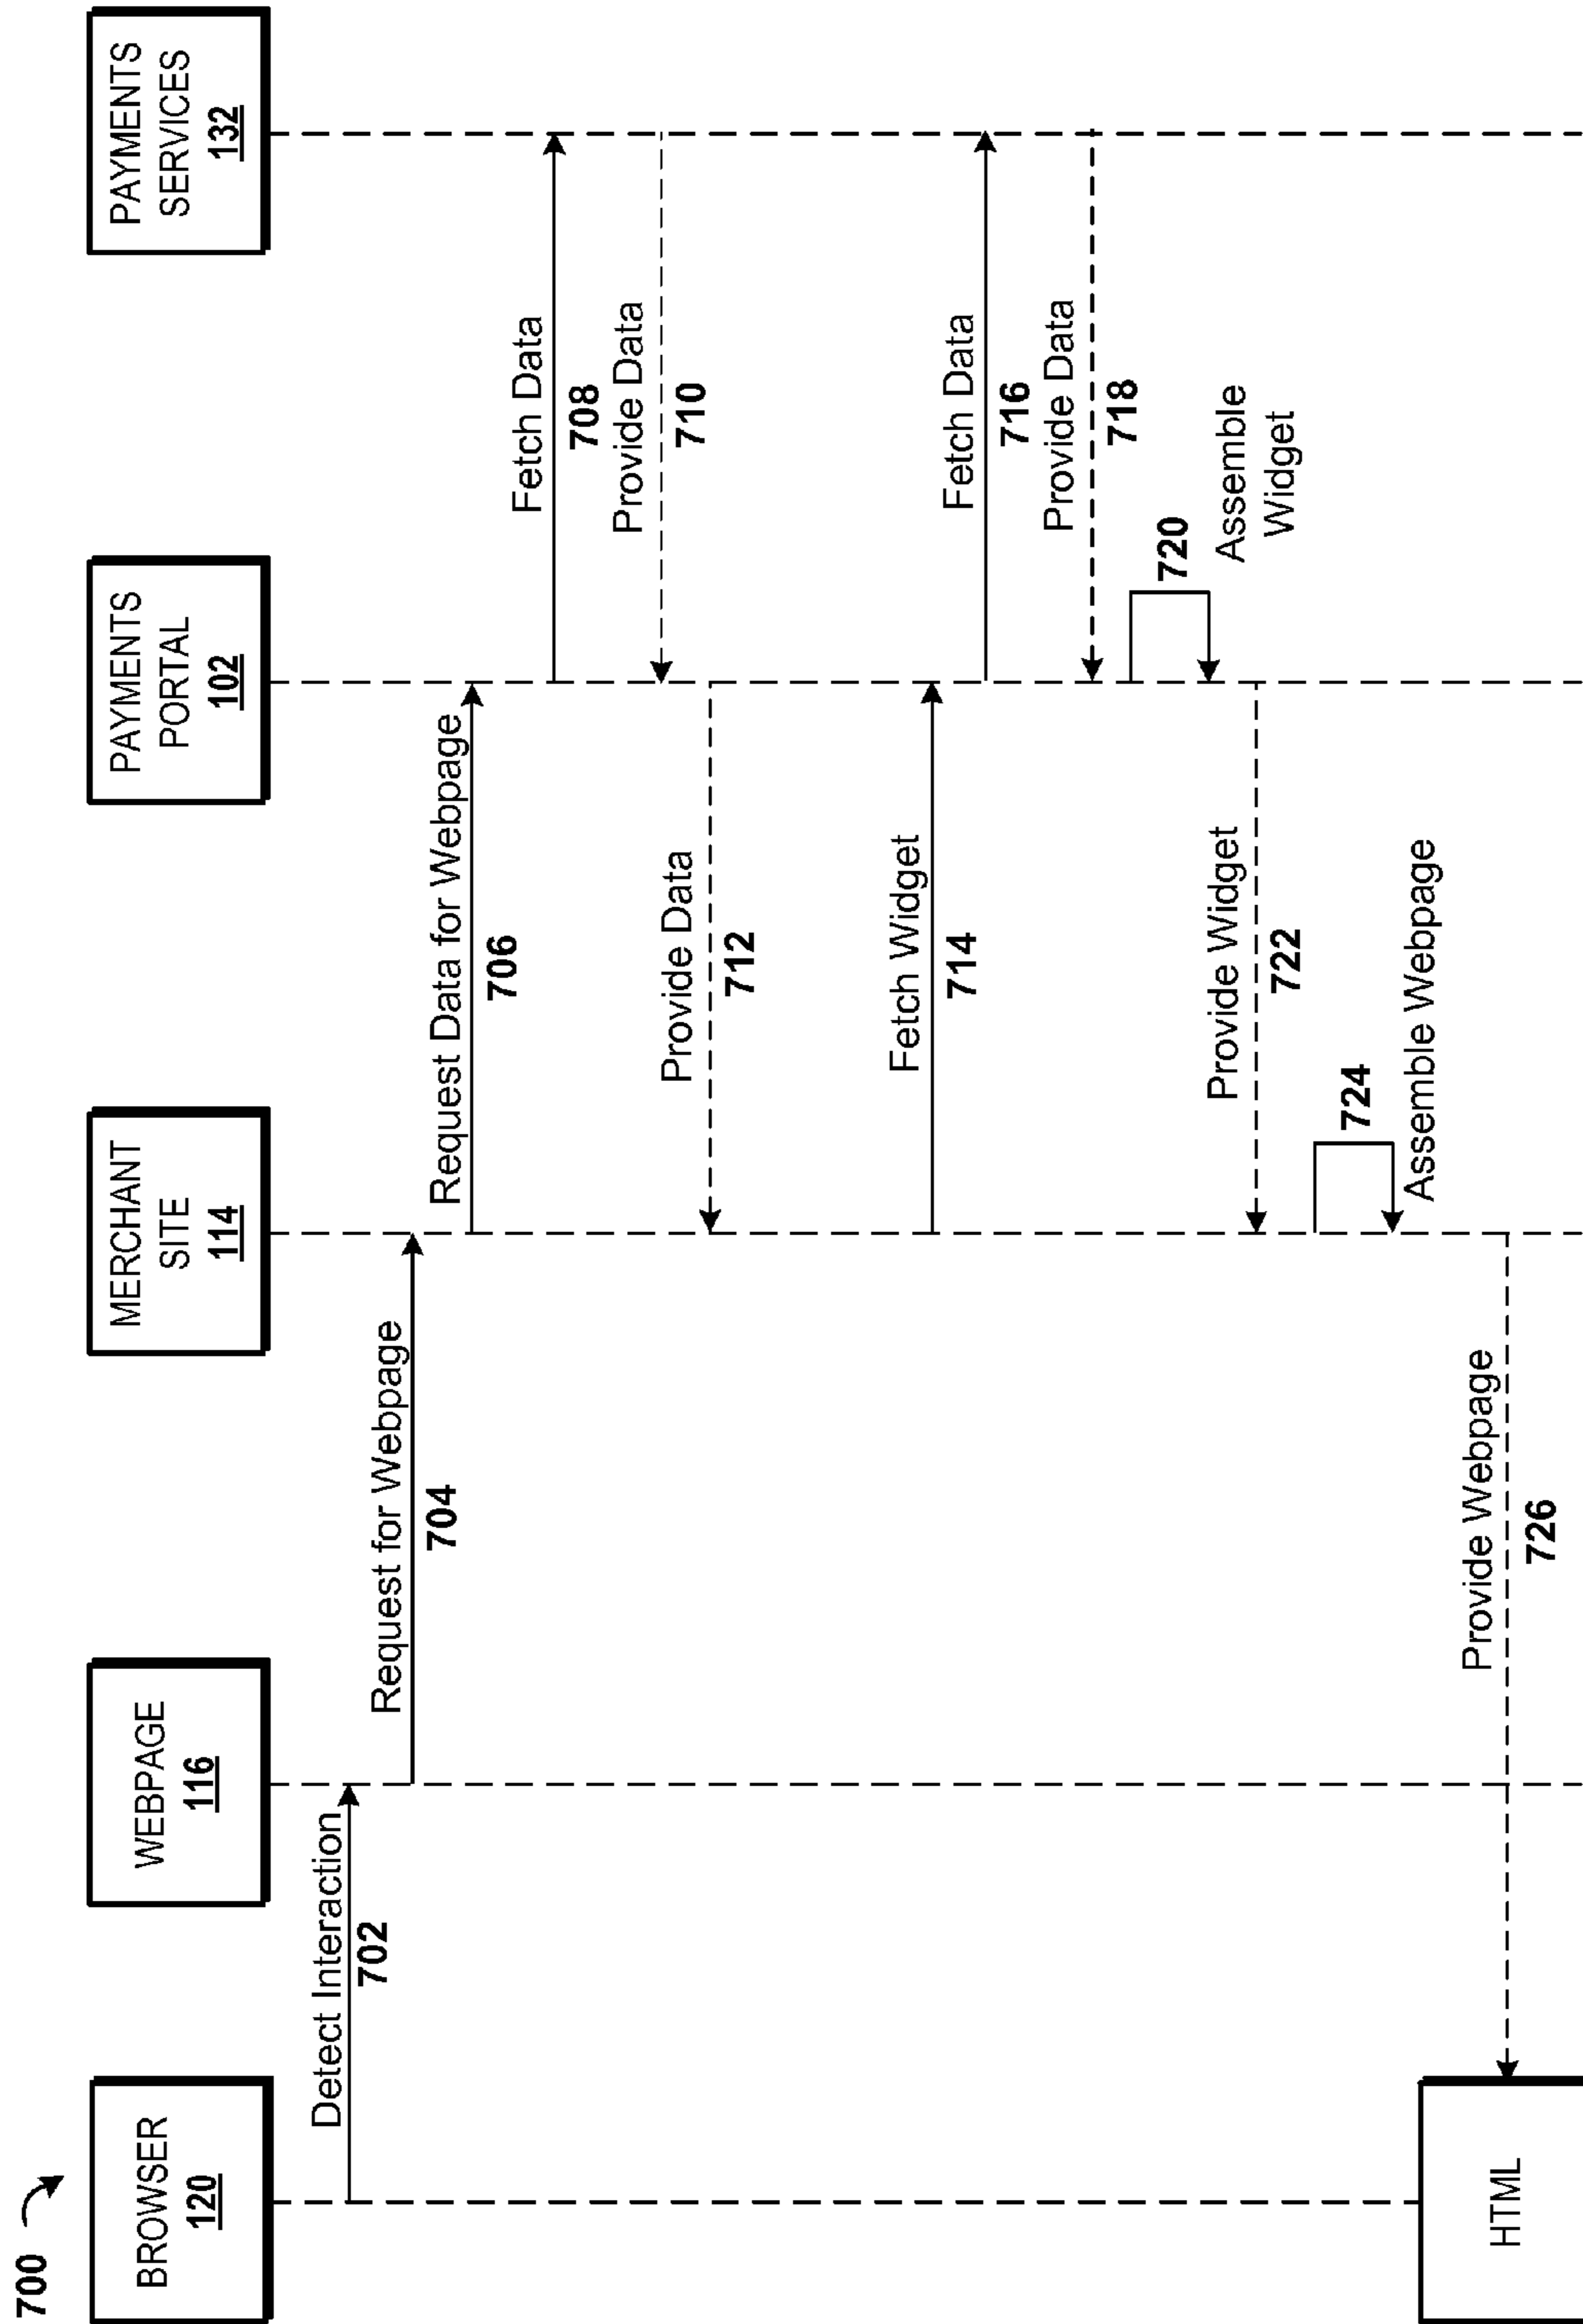 700
BROWSER
120
WEBPAGE
116
MERCHANT
SITE
114
PAYMENTS
PORTAL
102
PAYMENTS
SERVICES
132
Detect Interaction
702
Request for Webpage
704
Request Data for Webpage
706
Fetch Data
708
Provide Data
710
Provide Data
712
Fetch Widget
714
Fetch Data
716
Provide Data
718
720
Assemble
Widget
Provide Widget
722
724
Assemble Webpage
Provide Webpage
726
HTML